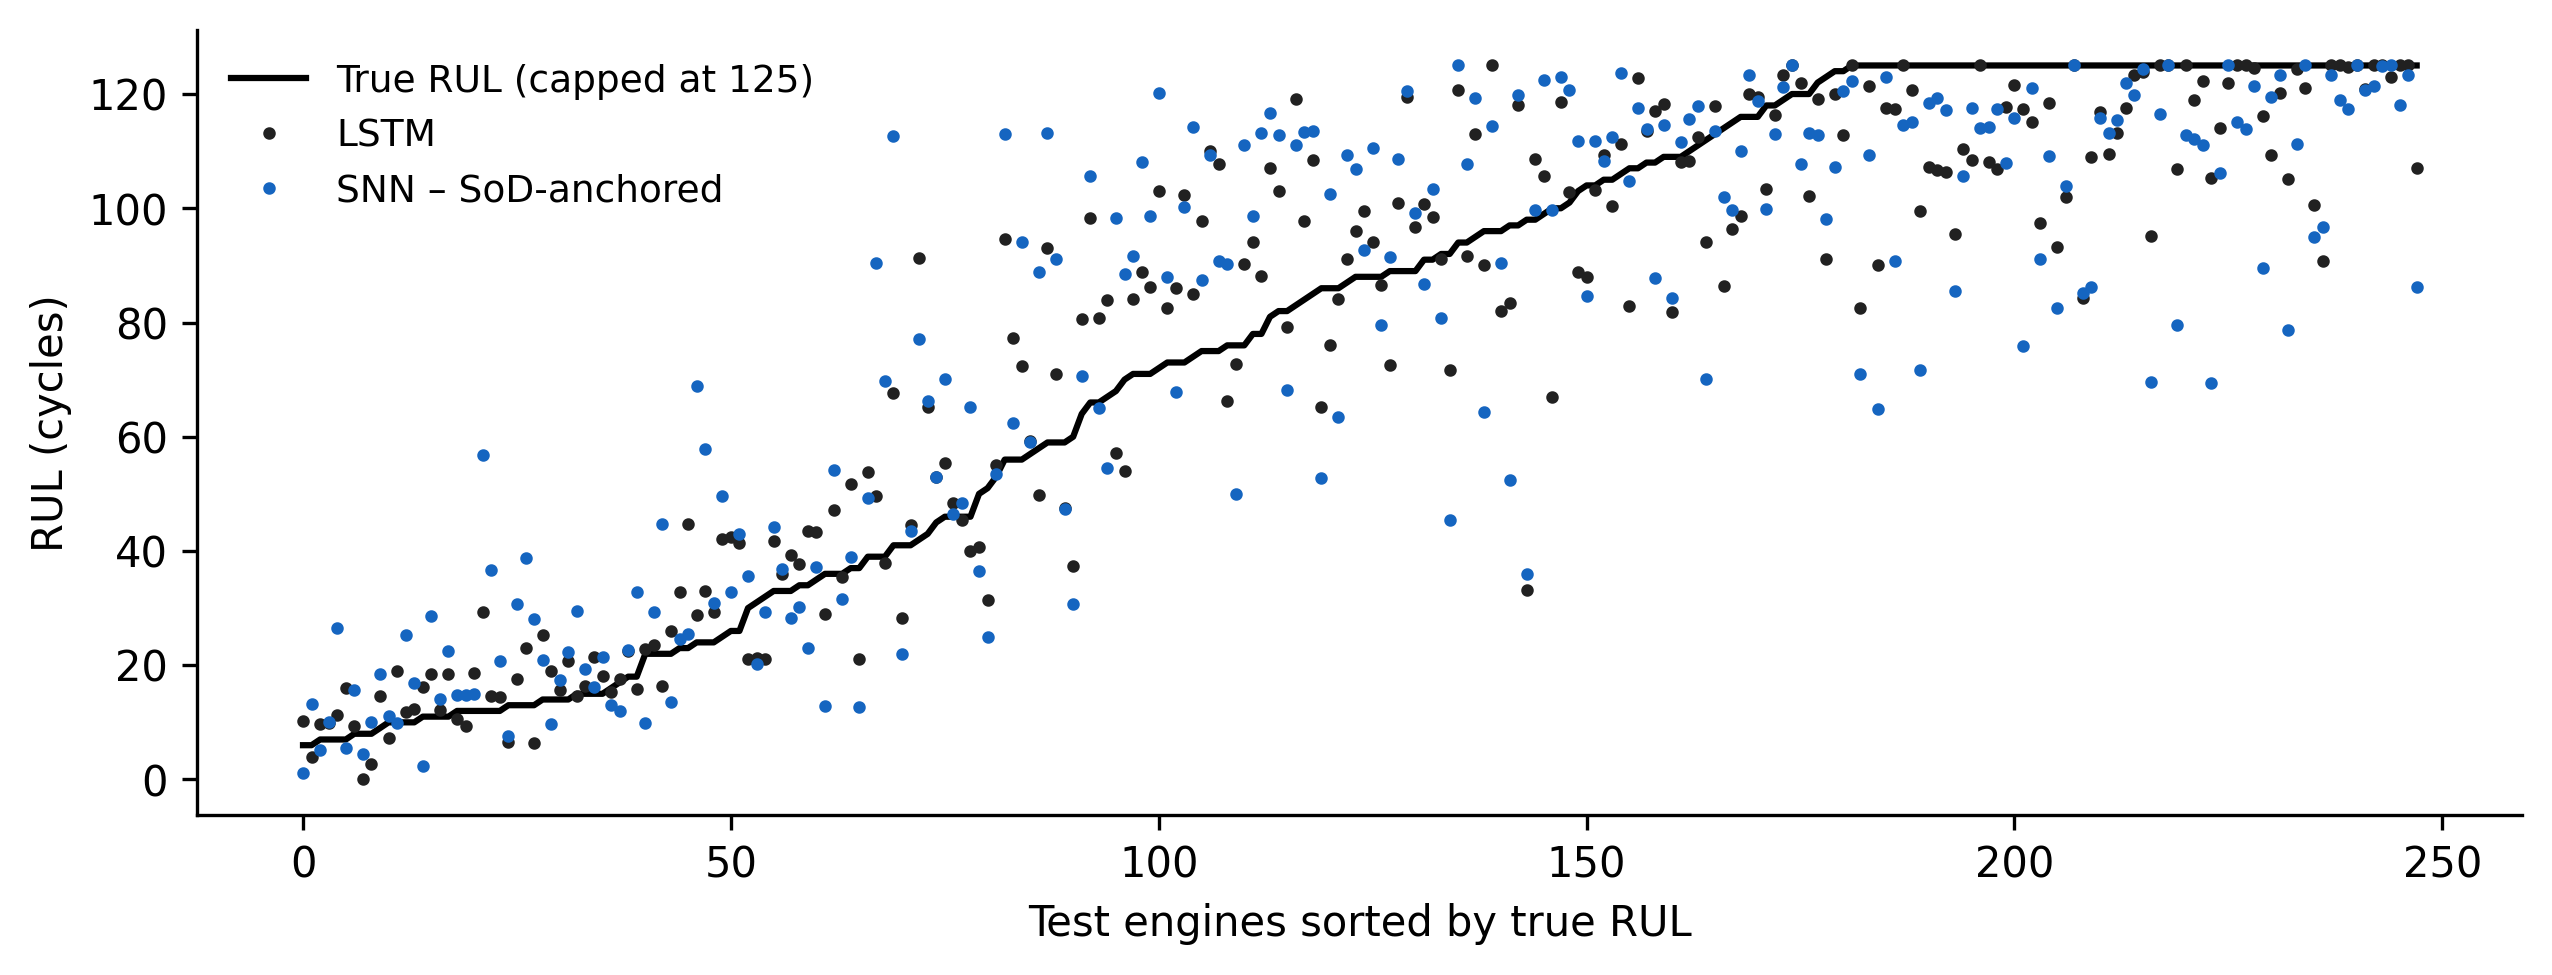 True RUL (capped at 125)
LSTM
SNN – SoD-anchored
RUL (cycles)
120
100
80
60
40
20
0
0 50 100 150 200 250
Test engines sorted by true RUL